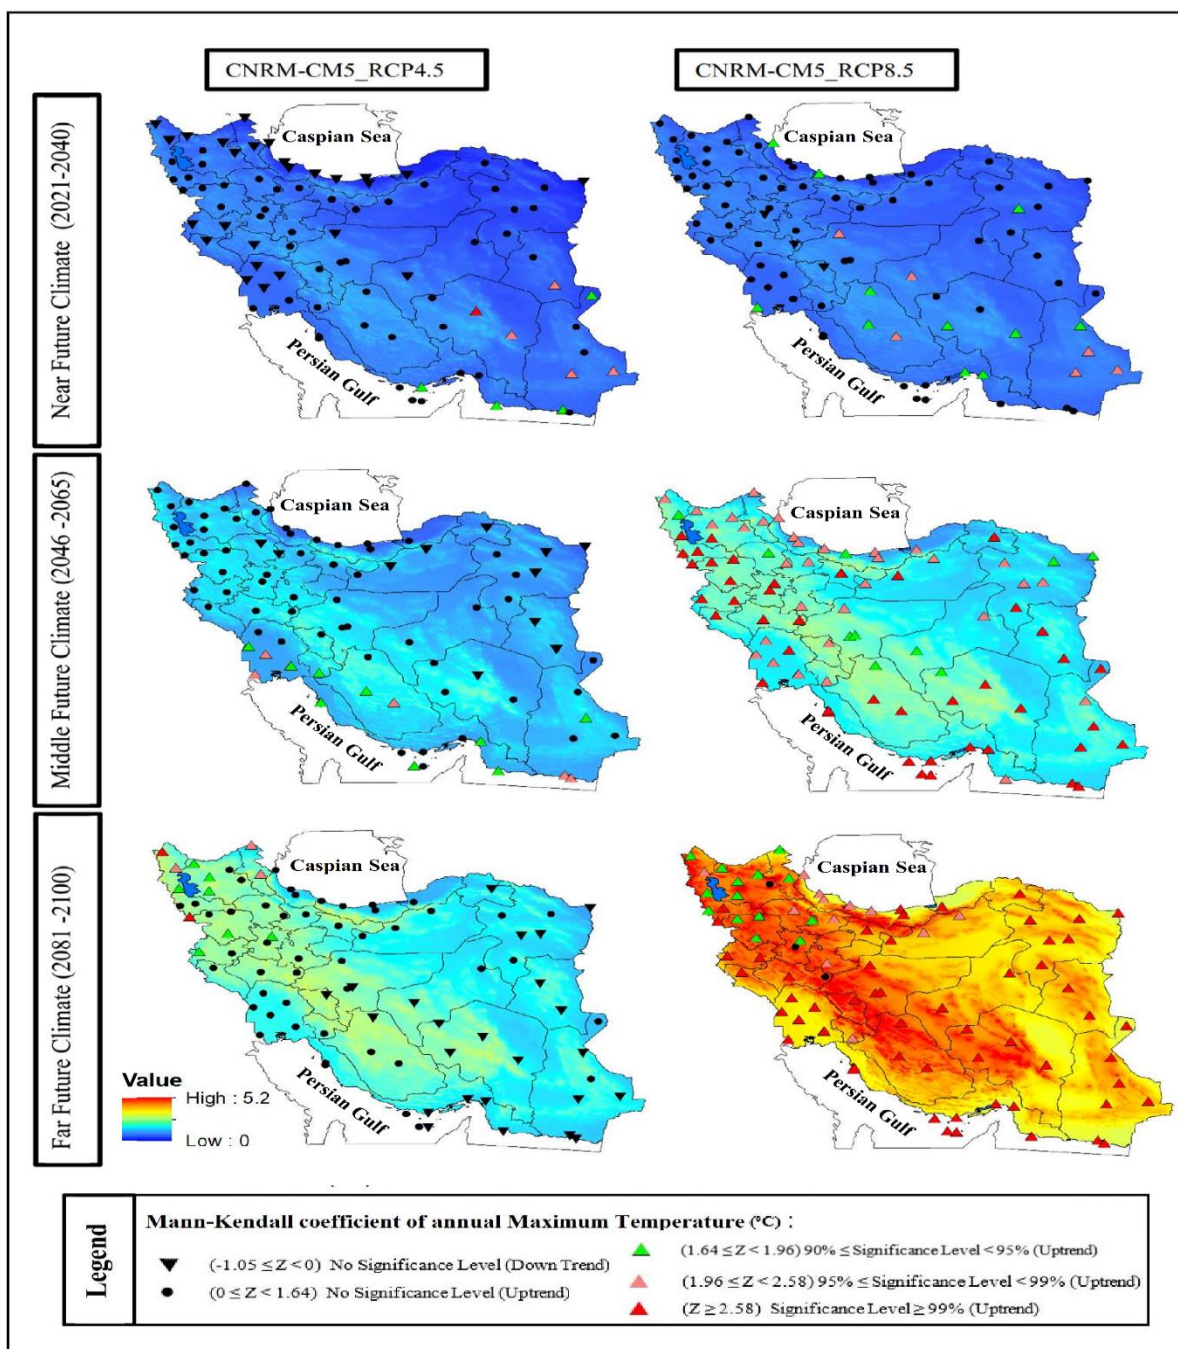 CNRM-CM5_RCP4.5
CNRM-CM5_RCP8.5
Near Future Climate (2021-2040)
Caspian Sea
Persian Gulf
Caspian Sea
Persian Gulf
Middle Future Climate (2046 -2065)
Caspian Sea
Persian Gulf
Caspian Sea
Persian Gulf
Far Future Climate (2081 -2100)
Caspian Sea
Persian Gulf
Caspian Sea
Persian Gulf
Value
High : 5.2
Low : 0
Legend
Mann-Kendall coefficient of annual Maximum Temperature (°C) :
(-1.05 ≤ Z < 0) No Significance Level (Down Trend)
(0 ≤ Z < 1.64) No Significance Level (Uptrend)
(1.64 ≤ Z < 1.96) 90% ≤ Significance Level < 95% (Uptrend)
(1.96 ≤ Z < 2.58) 95% ≤ Significance Level < 99% (Uptrend)
(Z ≥ 2.58) Significance Level ≥ 99% (Uptrend)